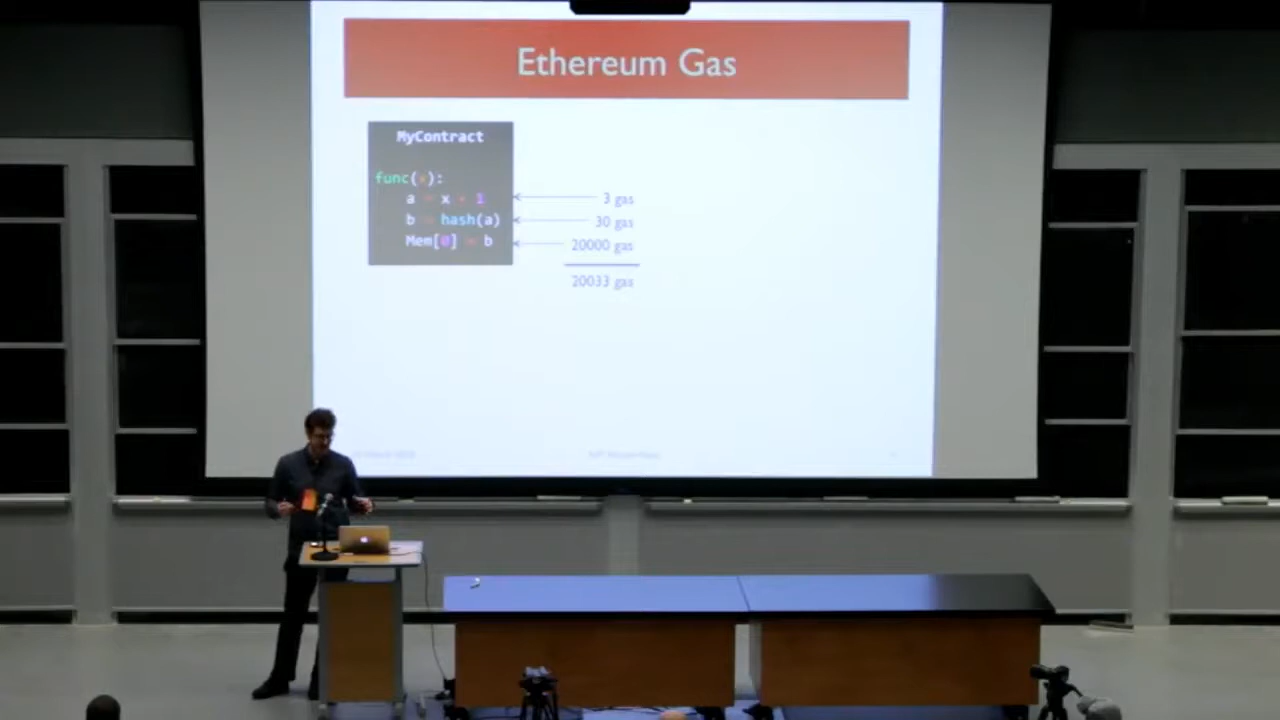 Ethereum Gas
MyContract
func(x):
a = x + 1
3 gas
b = hash(a)
30 gas
Mem[0] = b
20000 gas
20033 gas